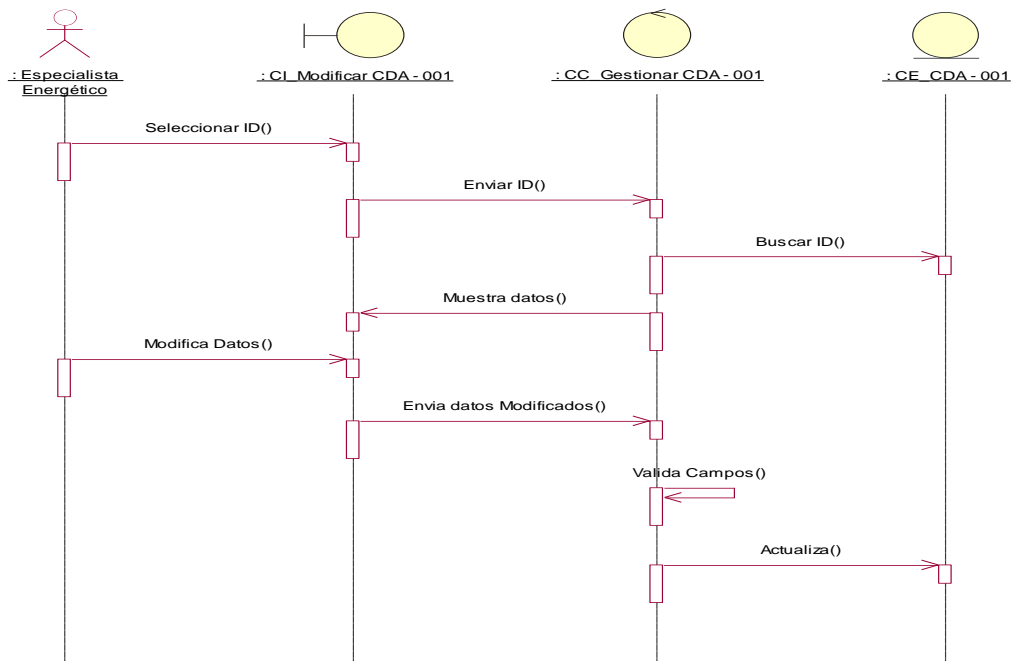 : Especialista
Energético
: CI_Modificar CDA - 001
: CC_Gestionar CDA - 001
: CE_CDA - 001
Seleccionar ID()
Enviar ID()
Buscar ID()
Muestra datos()
Modifica Datos()
Envia datos Modificados()
Valida Campos()
Actualiza()